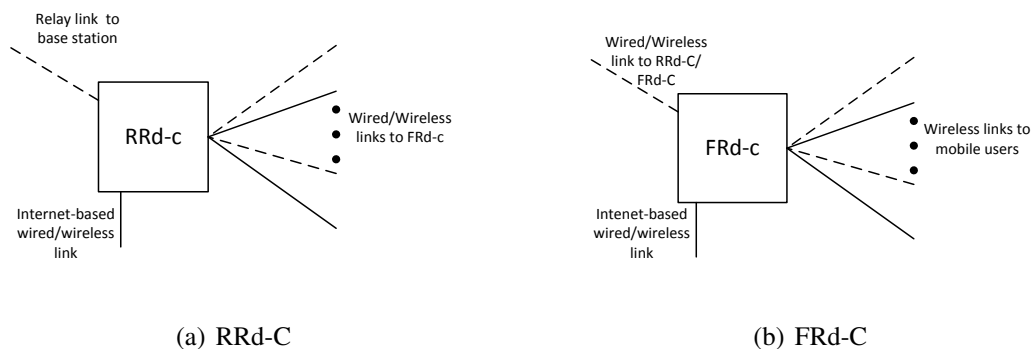 Relay link to
base station
RRd-c
Wired/Wireless
links to FRd-c
Internet-based
wired/wireless
link
(a) RRd-C
Wired/Wireless
link to RRd-C/
FRd-C
FRd-c
Wireless links to
mobile users
Intenet-based
wired/wireless
link
(b) FRd-C